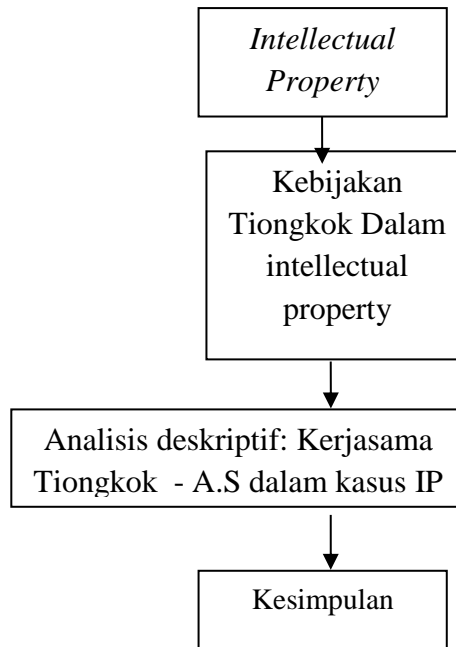 Intellectual
Property
Kebijakan
Tiongkok Dalam
intellectual
property
Analisis deskriptif: Kerjasama
Tiongkok - A.S dalam kasus IP
Kesimpulan